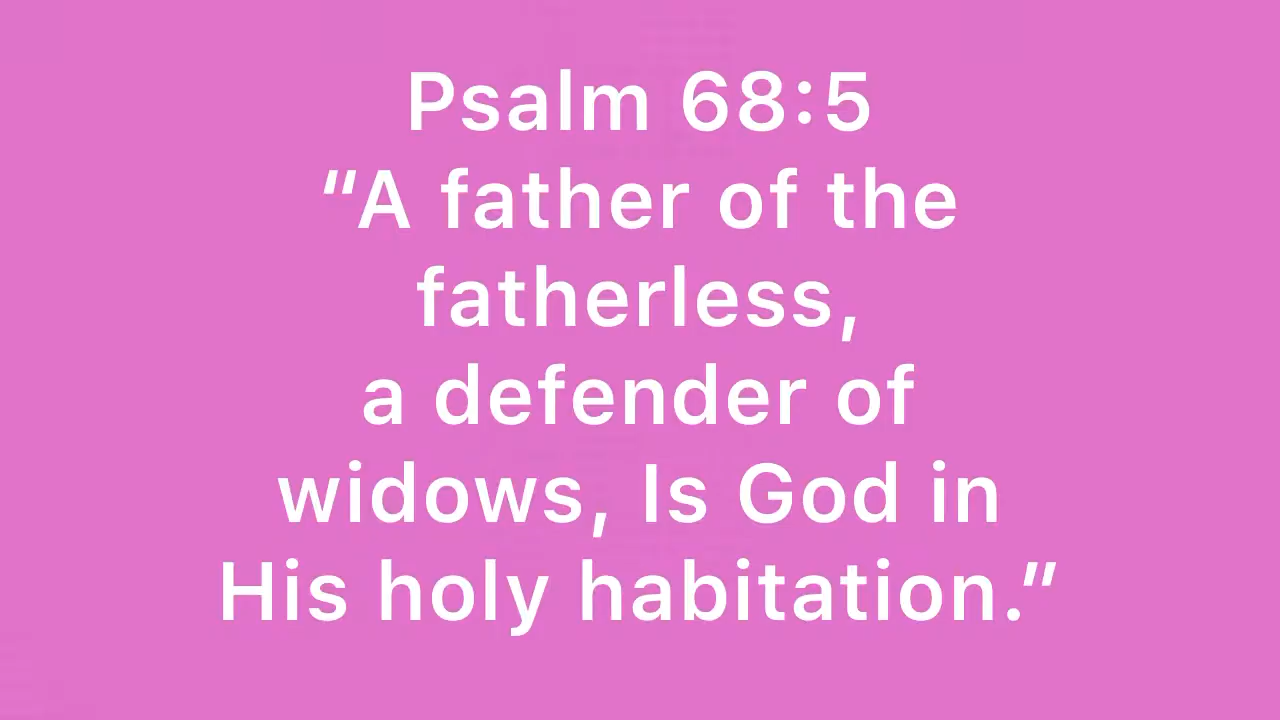 Psalm 68:5
“A father of the
fatherless,
a defender of
widows, Is God in
His holy habitation.”